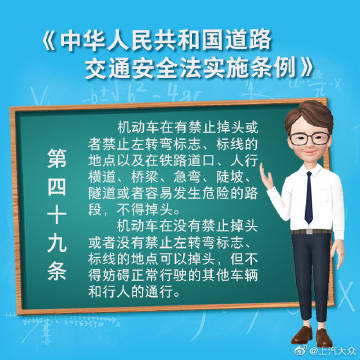 《中华人民共和国道路
交通安全法实施条例》
第四十九条
机动车在有禁止掉头或
者禁止左转弯标志、标线的
地点以及在铁路道口、人行
横道、桥梁、急弯、陡坡、
隧道或者容易发生危险的路
段，不得掉头。
机动车在没有禁止掉头
或者没有禁止左转弯标志、
标线的地点可以掉头，但不
得妨碍正常行驶的其他车辆
和行人的通行。
@上汽大众